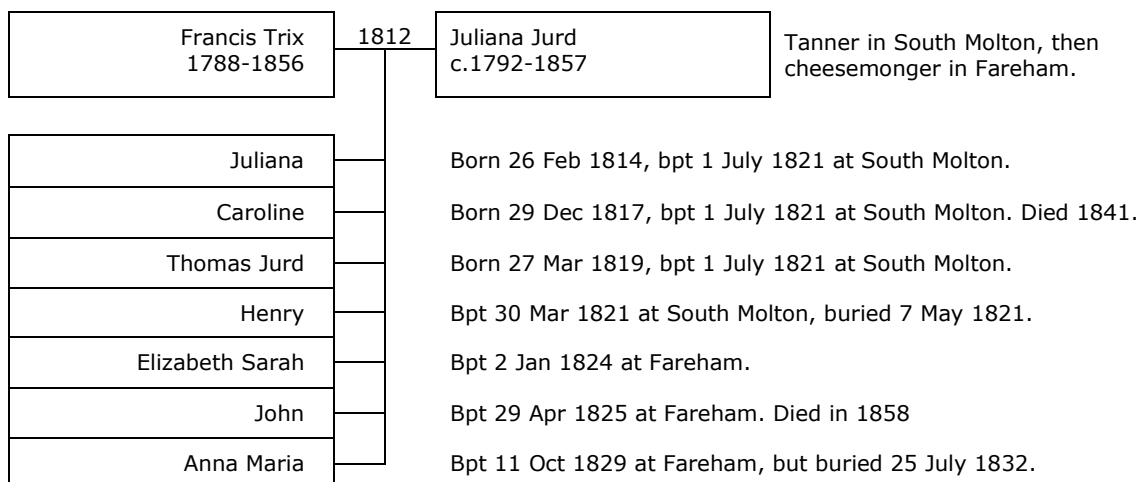 Francis Trix 1812 Juliana Jurd Tanner in South Molton, then
1788-1856 c.1792-1857 cheesemonger in Fareham.
Juliana Born 26 Feb 1814, bpt 1 July 1821 at South Molton.
Caroline Born 29 Dec 1817, bpt 1 July 1821 at South Molton. Died 1841.
Thomas Jurd Born 27 Mar 1819, bpt 1 July 1821 at South Molton.
Henry Bpt 30 Mar 1821 at South Molton, buried 7 May 1821.
Elizabeth Sarah Bpt 2 Jan 1824 at Fareham.
John Bpt 29 Apr 1825 at Fareham. Died in 1858
Anna Maria Bpt 11 Oct 1829 at Fareham, but buried 25 July 1832.